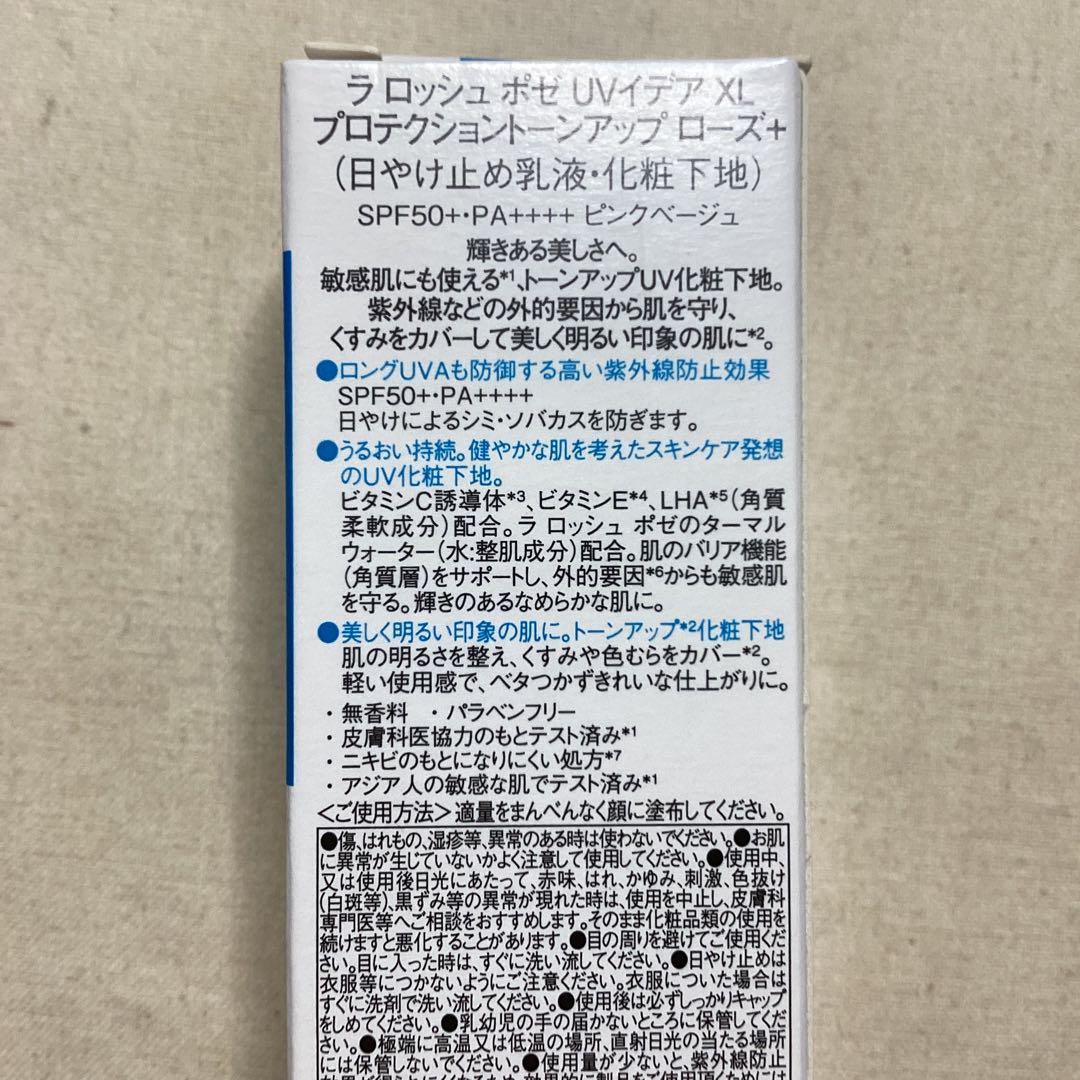 ラ ロッシュ ポゼ UVイデア XL
プロテクショントーンアップ ローズ+
(日やけ止め乳液・化粧下地)
SPF50+・PA++++ ピンクベージュ
輝きある美しさへ。
敏感肌にも使える*1、トーンアップUV化粧下地。
紫外線などの外的要因から肌を守り、
くすみをカバーして美しく明るい印象の肌に*2。
●ロングUVAも防御する高い紫外線防止効果
SPF50+・PA++++
日やけによるシミ・ソバカスを防ぎます。
●うるおい持続。健やかな肌を考えたスキンケア発想
のUV化粧下地。
ビタミンC誘導体*3、ビタミンE*4、LHA*5(角質
柔軟成分)配合。ラ ロッシュ ポゼのターマル
ウォーター(水:整肌成分)配合。肌のバリア機能
(角質層)をサポートし、外的要因*6からも敏感肌
を守る。輝きのあるなめらかな肌に。
●美しく明るい印象の肌に。トーンアップ*2化粧下地
肌の明るさを整え、くすみや色むらをカバー*2。
軽い使用感で、ベタつかずきれいな仕上がりに。
・無香料 ・パラベンフリー
・皮膚科医協力のもとテスト済み*1
・ニキビのもとになりにくい処方*7
・アジア人の敏感な肌でテスト済み*1
<ご使用方法>適量をまんべんなく顔に塗布してください。
●傷、はれもの、湿疹等、異常のある時は使わないでください。●お肌
に異常が生じていないかよく注意して使用してください。●使用中、
又は使用後日光にあたって、赤味、はれ、かゆみ、刺激、色抜け
(白斑等)、黒ずみ等の異常が現れた時は、使用を中止し、皮膚科
専門医等へご相談をおすすめします。そのまま化粧品類の使用を
続けますと悪化することがあります。●目の周りを避けてご使用くだ
さい。目に入った時は、すぐに洗い流してください。●日やけ止めは
衣服等につかないようにご注意ください。衣服についた場合は
すぐに洗剤で洗い流してください。●使用後は必ずしっかりキャップ
をしめてください。●乳幼児の手の届かないところに保管してくだ
さい。●極端に高温又は低温の場所、直射日光の当たる場所
には保管しないでください。●使用量が少ないと、紫外線防止
効果が得られにくくなるため、効果的に製品をご使用頂くためには